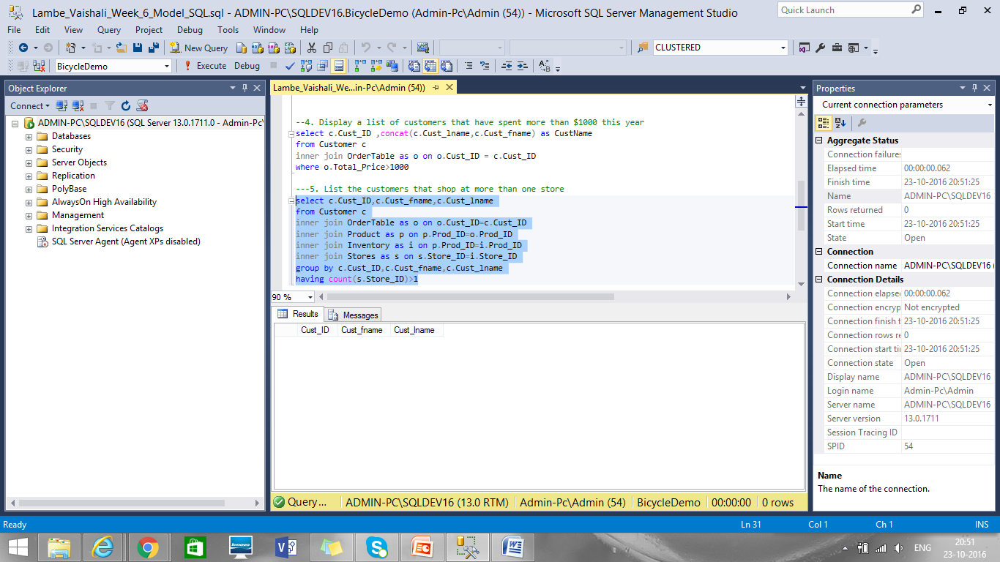 Lambe_Vaishali_Week_6_Model_SQL.sql - ADMIN-PC\SQLDEV16.BicycleDemo (Admin-Pc\Admin (54)) - Microsoft SQL Server Management Studio
Quick Launch
File Edit View Query Project Debug Tools Window Help
New Query
CLUSTERED
BicycleDemo
Execute Debug
Object Explorer
Connect
ADMIN-PC\SQLDEV16 (SQL Server 13.0.1711.0 - Admin-Pc\
Databases
Security
Server Objects
Replication
PolyBase
AlwaysOn High Availability
Management
Integration Services Catalogs
SQL Server Agent (Agent XPs disabled)
Lambe_Vaishali_We...in-Pc\Admin (54))
--4. Display a list of customers that have spent more than $1000 this year
select c.Cust_ID ,concat(c.Cust_lname,c.Cust_fname) as CustName
from Customer c
inner join OrderTable as o on o.Cust_ID = c.Cust_ID
where o.Total_Price>1000
---5. List the customers that shop at more than one store
select c.Cust_ID,c.Cust_fname,c.Cust_lname
from Customer c
inner join OrderTable as o on o.Cust_ID=c.Cust_ID
inner join Product as p on p.Prod_ID=o.Prod_ID
inner join Inventory as i on p.Prod_ID=i.Prod_ID
inner join Stores as s on s.Store_ID=i.Store_ID
group by c.Cust_ID,c.Cust_fname,c.Cust_lname
having count(s.Store_ID)>1
90 %
Results Messages
Cust_ID Cust_fname Cust_lname
Query... ADMIN-PC\SQLDEV16 (13.0 RTM) Admin-Pc\Admin (54) BicycleDemo 00:00:00 0 rows
Properties
Current connection parameters
Aggregate Status
Connection failures
Elapsed time 00:00:00.062
Finish time 23-10-2016 20:51:25
Name ADMIN-PC\SQLDEV16
Rows returned 0
Start time 23-10-2016 20:51:25
State Open
Connection
Connection name ADMIN-PC\SQLDEV16 (
Connection Details
Connection elapse 00:00:00.062
Connection encryp Not encrypted
Connection finish t 23-10-2016 20:51:25
Connection rows re 0
Connection start ti 23-10-2016 20:51:25
Connection state Open
Display name ADMIN-PC\SQLDEV16
Login name Admin-Pc\Admin
Server name ADMIN-PC\SQLDEV16
Server version 13.0.1711
Session Tracing ID
SPID 54
Name
The name of the connection.
Ready Ln 31 Col 1 Ch 1 INS
lenovo
ENG
20:51
23-10-2016